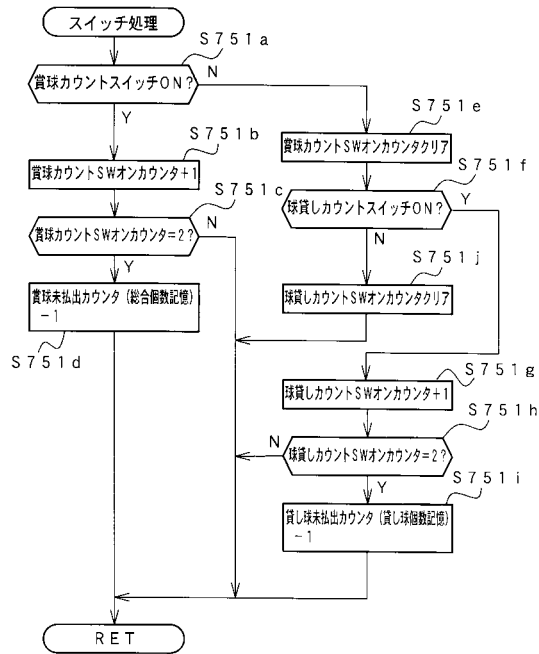 スイッチ処理
S751a
賞球カウントスイッチON?
N
Y
S751e
S751b
賞球カウントSWオンカウンタクリア
賞球カウントSWオンカウンタ+1
S751f
S751c
球貸しカウントスイッチON?
Y
賞球カウントSWオンカウンタ=2?
N
N
Y
S751j
賞球未払出カウンタ(総合個数記憶)
-1
球貸しカウントSWオンカウンタクリア
S751d
S751g
球貸しカウントSWオンカウンタ+1
S751h
N
球貸しカウントSWオンカウンタ=2?
Y
S751i
貸し球未払出カウンタ(貸し球個数記憶)
-1
RET